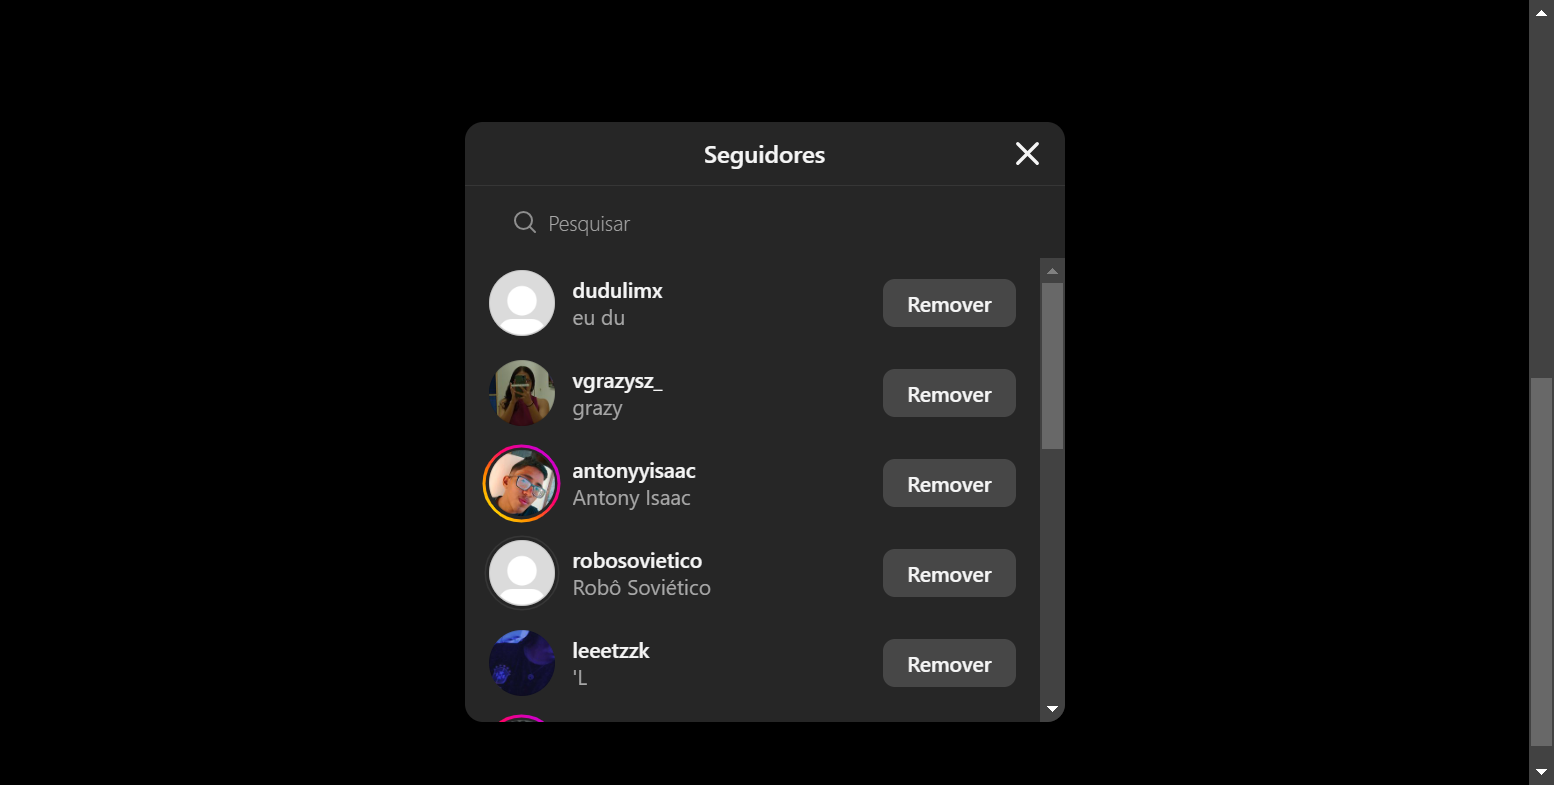 Seguidores
Pesquisar
dudulimx
eu du
Remover
vgrazysz_
grazy
Remover
antonyyisaac
Antony Isaac
Remover
robosovietico
Robô Soviético
Remover
leeetzzk
'L
Remover